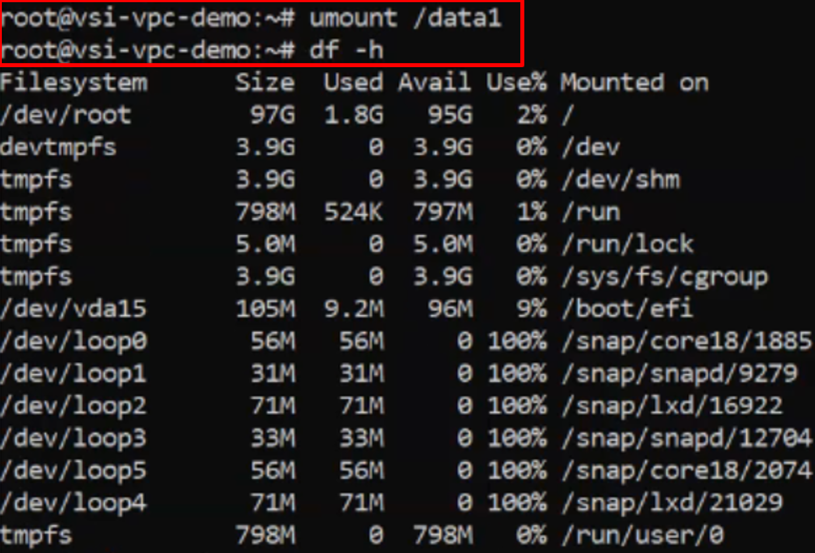 root@vsi-vpc-demo:~# umount /data1
root@vsi-vpc-demo:~# df -h
Filesystem      Size  Used Avail Use% Mounted on
/dev/root        97G  1.8G   95G   2% /
devtmpfs        3.9G     0  3.9G   0% /dev
tmpfs           3.9G     0  3.9G   0% /dev/shm
tmpfs           798M  524K  797M   1% /run
tmpfs           5.0M     0  5.0M   0% /run/lock
tmpfs           3.9G     0  3.9G   0% /sys/fs/cgroup
/dev/vda15      105M  9.2M   96M   9% /boot/efi
/dev/loop0       56M   56M     0 100% /snap/core18/1885
/dev/loop1       31M   31M     0 100% /snap/snapd/9279
/dev/loop2       71M   71M     0 100% /snap/lxd/16922
/dev/loop3       33M   33M     0 100% /snap/snapd/12704
/dev/loop5       56M   56M     0 100% /snap/core18/2074
/dev/loop4       71M   71M     0 100% /snap/lxd/21029
tmpfs           798M     0  798M   0% /run/user/0